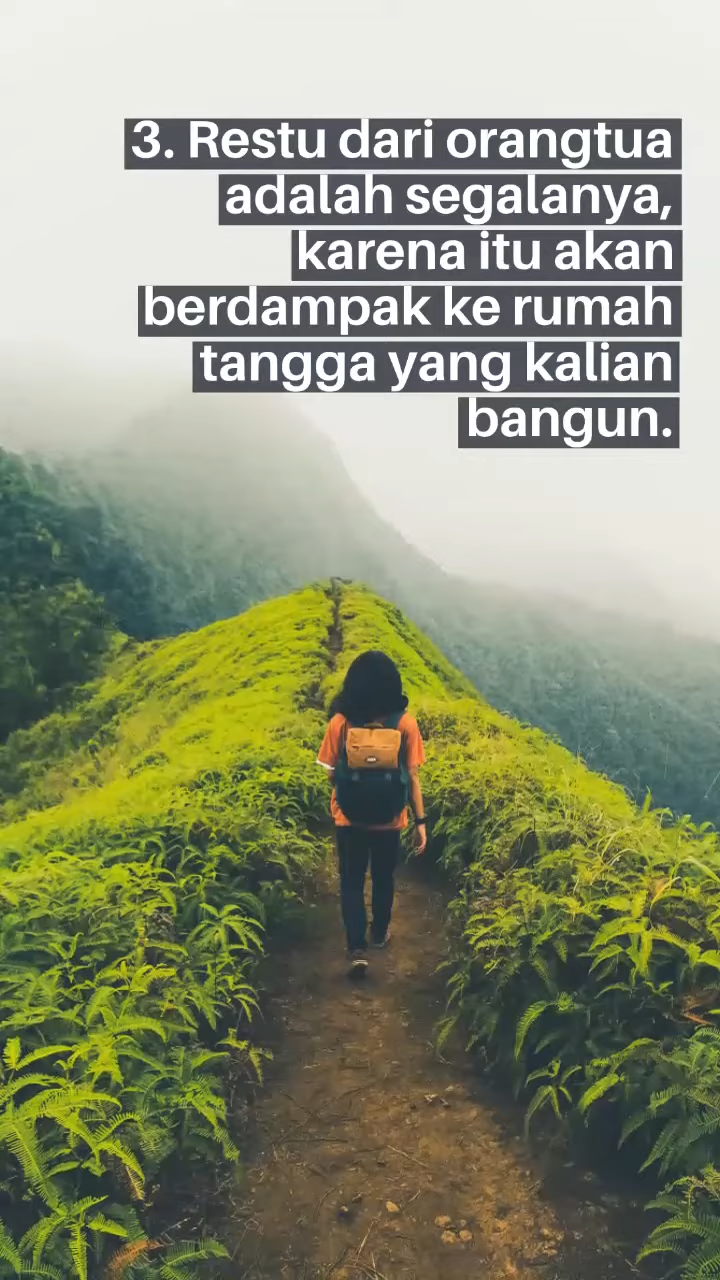 3. Restu dari orangtua
adalah segalanya,
karena itu akan
berdampak ke rumah
tangga yang kalian
bangun.